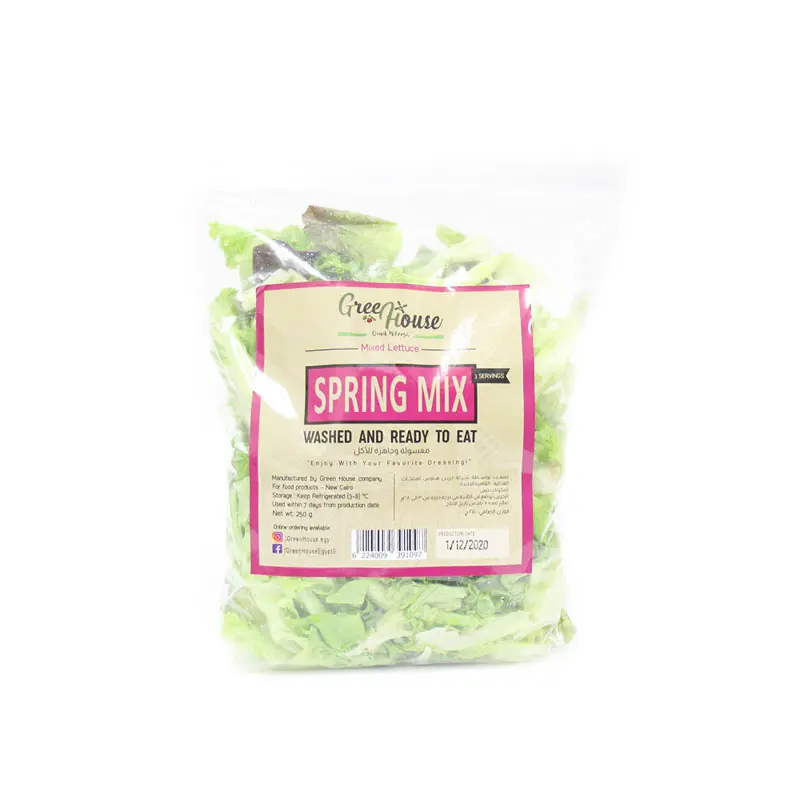 Green House
Mixed Lettuce
3 SERVINGS
SPRING MIX
WASHED AND READY TO EAT
مغسولة وجاهزه للأكل
"Enjoy With Your Favorite Dressing!"
Manufactured by Green House company
For food products - New Cairo
Storage : Keep Refrigerated (3-8) °C
Used within 7 days from production date
Net wt: 250 g
Online ordering available
/GreenHouse.egy
/GreenHouseEgypt
6 224009 391097
PRODUCTION DATE
1/12/2020